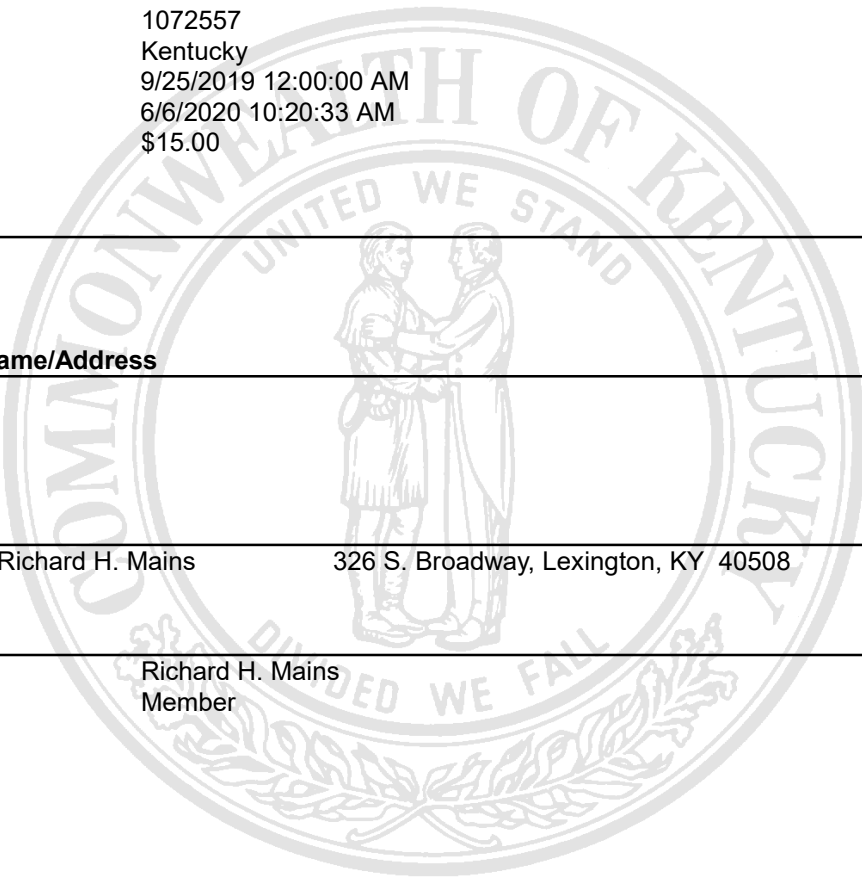 1072557
Kentucky
9/25/2019 12:00:00 AM
6/6/2020 10:20:33 AM
$15.00
COMMONWEALTH OF KENTUCKY
UNITED WE STAND
ame/Address
Richard H. Mains 326 S. Broadway, Lexington, KY 40508
DIVIDED WE FALL
Richard H. Mains
Member